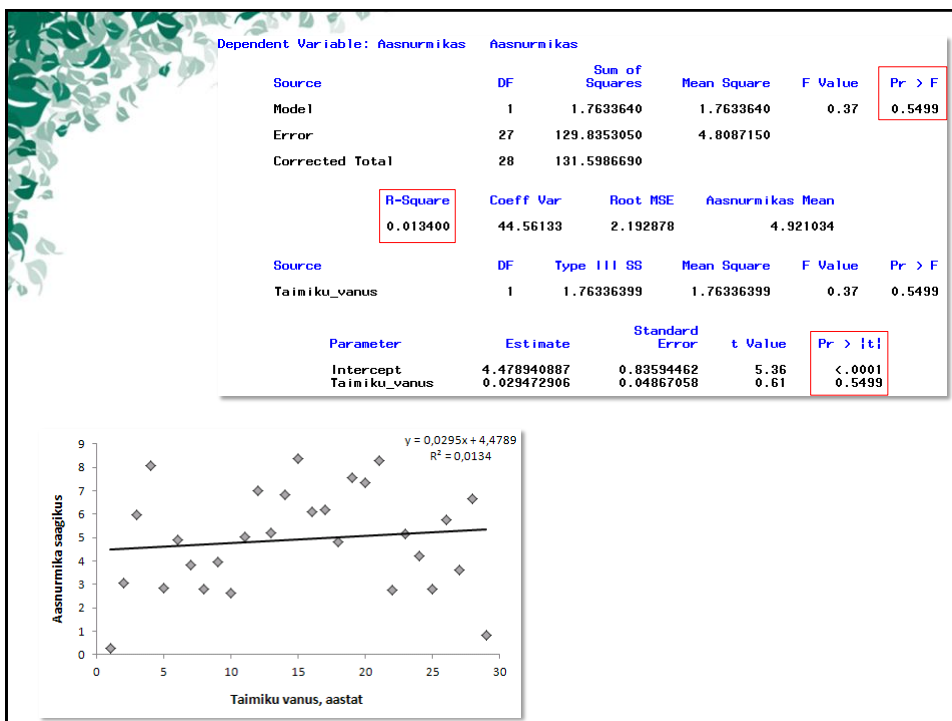 Dependent Variable: Aasnurmikas Aasnurmikas
Sum of
Source DF Squares Mean Square F Value Pr > F
Model 1 1.7633640 1.7633640 0.37 0.5499
Error 27 129.8353050 4.8087150
Corrected Total 28 131.5986690
R-Square Coeff Var Root MSE Aasnurmikas Mean
0.013400 44.56133 2.192878 4.921034
Source DF Type III SS Mean Square F Value Pr > F
Taimiku_vanus 1 1.76336399 1.76336399 0.37 0.5499
Standard
Parameter Estimate Error t Value Pr > |t|
Intercept 4.478940887 0.83594462 5.36 <.0001
Taimiku_vanus 0.029472906 0.04867058 0.61 0.5499
y = 0,0295x + 4,4789
R² = 0,0134
Aasnurmika saagikus
9
8
7
6
5
4
3
2
1
0
0 5 10 15 20 25 30
Taimiku vanus, aastat